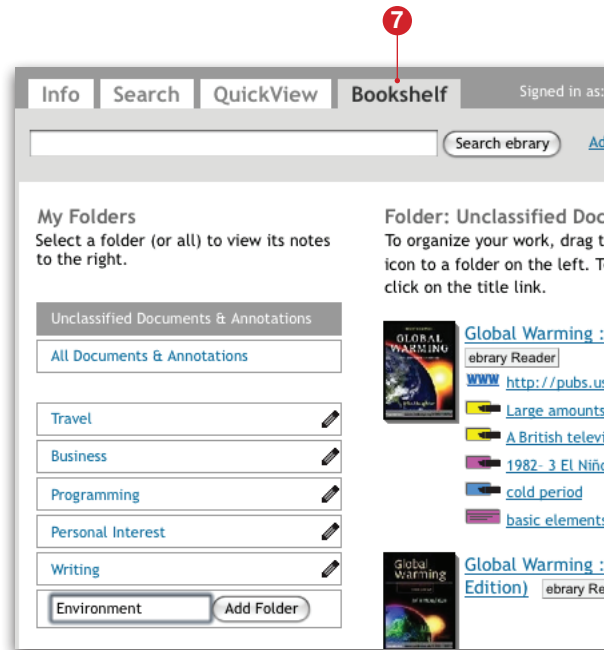 7
Info Search QuickView Bookshelf Signed in as:
Search ebrary
My Folders
Select a folder (or all) to view its notes
to the right.
Unclassified Documents & Annotations
All Documents & Annotations
Travel
Business
Programming
Personal Interest
Writing
Environment Add Folder
Folder: Unclassified Doc
To organize your work, drag t
icon to a folder on the left. T
click on the title link.
GLOBAL
WARMING
Global Warming :
ebrary Reader
WWW http://pubs.us
Large amounts
A British televi
1982- 3 El Niño
cold period
basic elements
Global
Warming
Global Warming :
Edition) ebrary Re